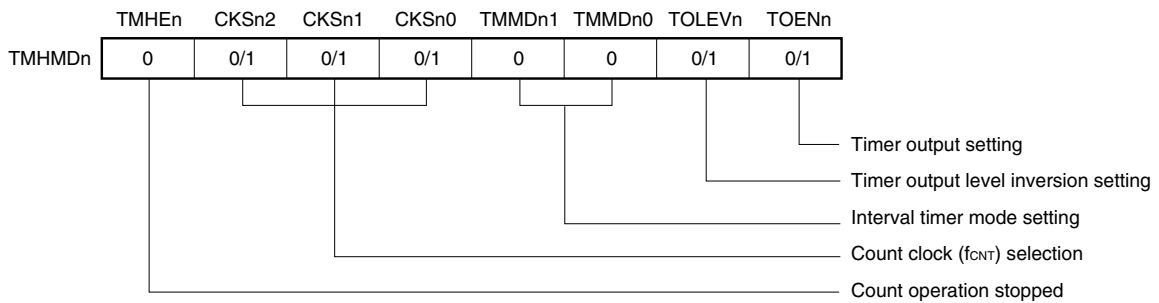 TMHEn CKSn2 CKSn1 CKSn0 TMMDn1 TMMDn0 TOLEVn TOENn
TMHMDn 0 0/1 0/1 0/1 0 0 0/1 0/1
Timer output setting
Timer output level inversion setting
Interval timer mode setting
Count clock (fCNT) selection
Count operation stopped